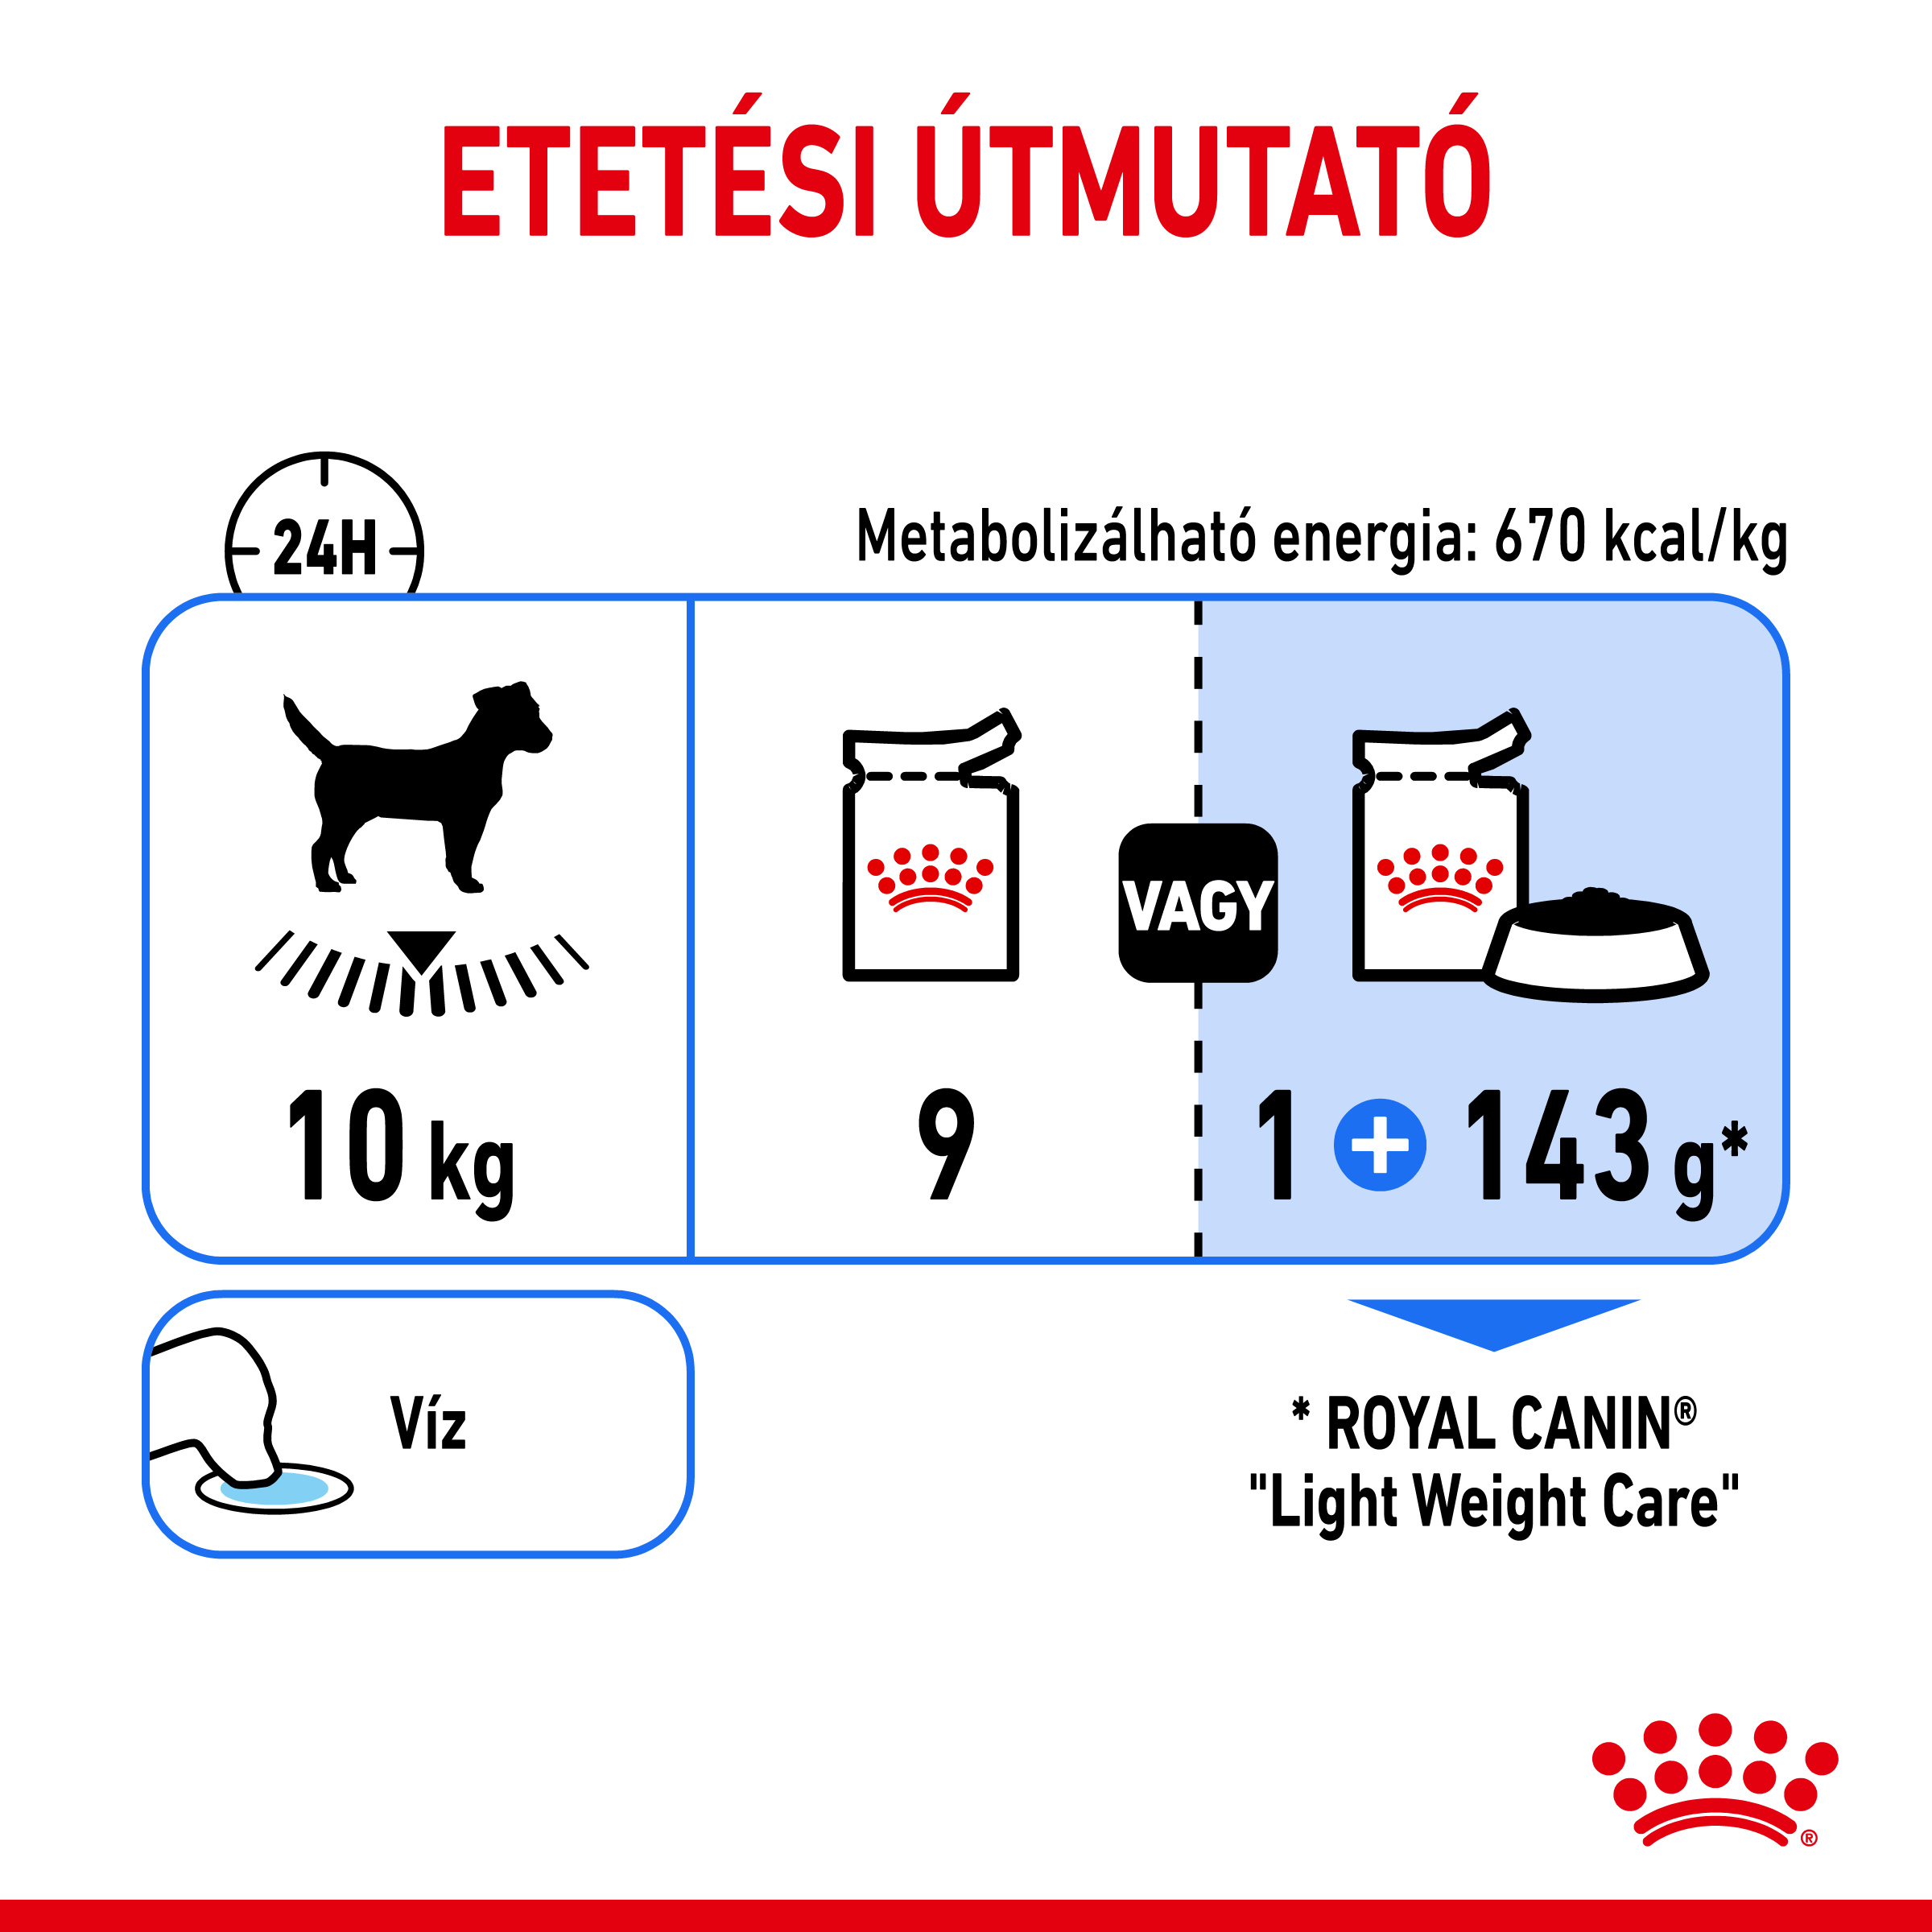 ETETÉSI ÚTMUTATÓ
24H
Metabolizálható energia: 670 kcal/kg
VAGY
10 kg
9
1 + 143 g*
Víz
* ROYAL CANIN®
"Light Weight Care"
®